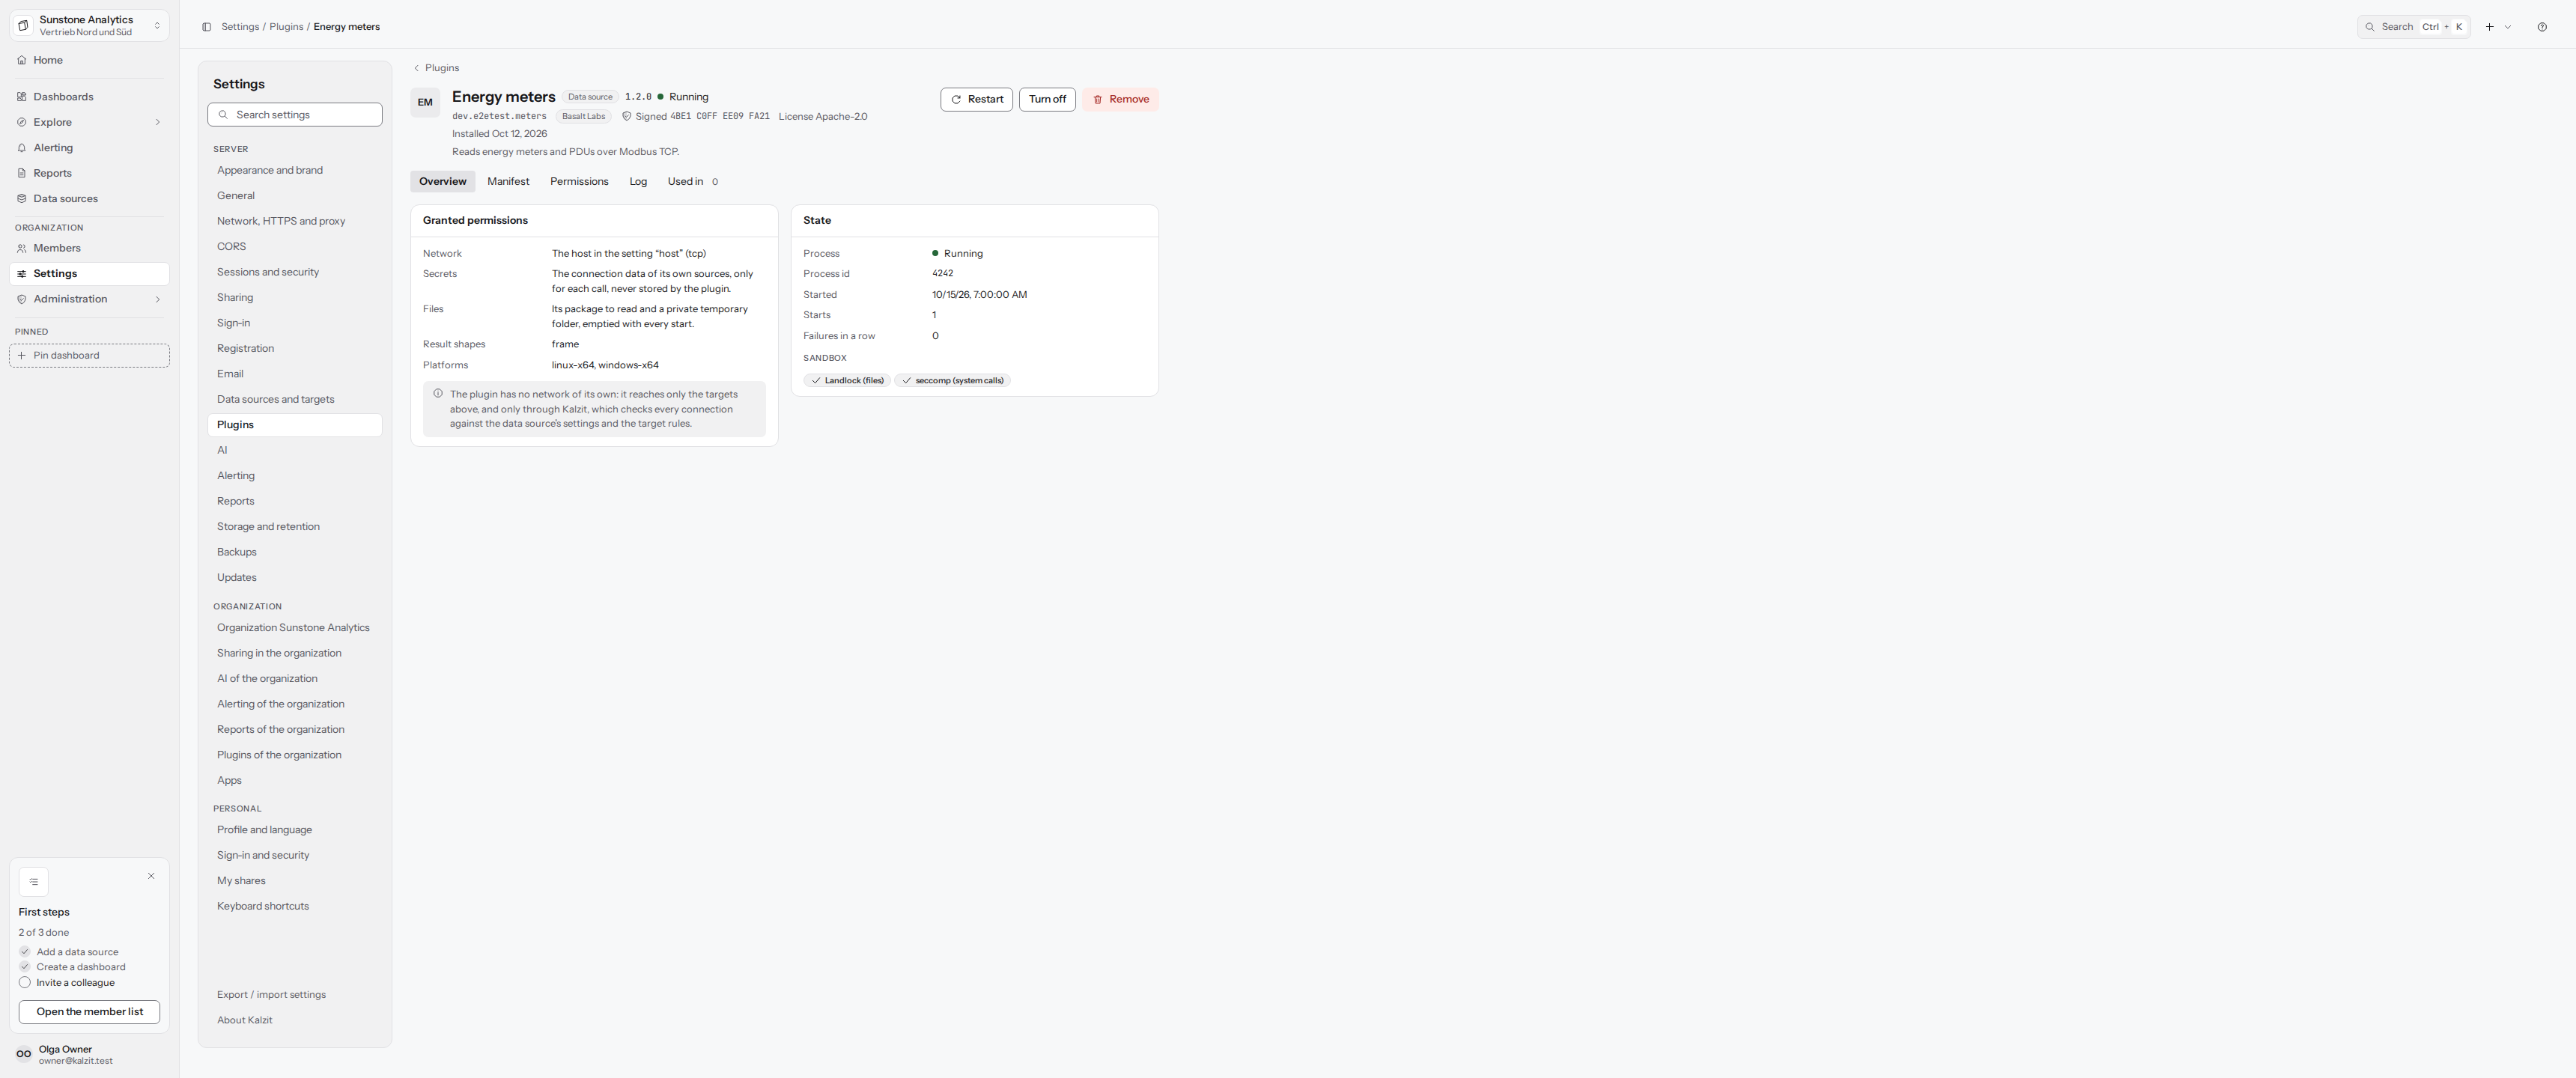 Sunstone Analytics
Vertrieb Nord und Süd
Home
Dashboards
Explore
Alerting
Reports
Data sources
ORGANIZATION
Members
Settings
Administration
PINNED
Pin dashboard
First steps
2 of 3 done
Add a data source
Create a dashboard
Invite a colleague
Open the member list
OO
Olga Owner
owner@kalzit.test
Settings / Plugins / Energy meters
Search Ctrl + K
Settings
Search settings
SERVER
Appearance and brand
General
Network, HTTPS and proxy
CORS
Sessions and security
Sharing
Sign-in
Registration
Email
Data sources and targets
Plugins
AI
Alerting
Reports
Storage and retention
Backups
Updates
ORGANIZATION
Organization Sunstone Analytics
Sharing in the organization
AI of the organization
Alerting of the organization
Reports of the organization
Plugins of the organization
Apps
PERSONAL
Profile and language
Sign-in and security
My shares
Keyboard shortcuts
Export / import settings
About Kalzit
Plugins
EM
Energy meters Data source 1.2.0 Running
Restart Turn off Remove
dev.e2etest.meters Basalt Labs Signed 4BE1 C0FF EE09 FA21 License Apache-2.0
Installed Oct 12, 2026
Reads energy meters and PDUs over Modbus TCP.
Overview Manifest Permissions Log Used in 0
Granted permissions
Network The host in the setting “host” (tcp)
Secrets The connection data of its own sources, only
for each call, never stored by the plugin.
Files Its package to read and a private temporary
folder, emptied with every start.
Result shapes frame
Platforms linux-x64, windows-x64
The plugin has no network of its own: it reaches only the targets
above, and only through Kalzit, which checks every connection
against the data source's settings and the target rules.
State
Process Running
Process id 4242
Started 10/15/26, 7:00:00 AM
Starts 1
Failures in a row 0
SANDBOX
Landlock (files) seccomp (system calls)